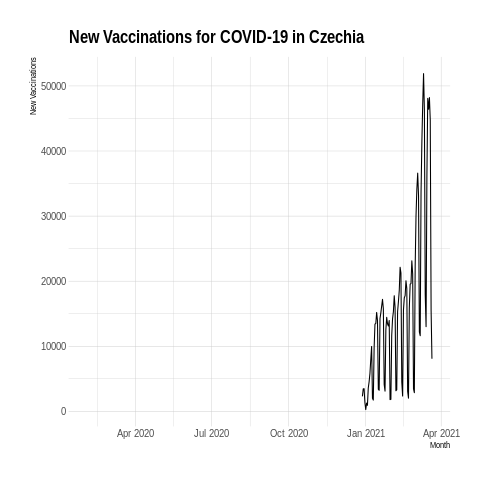 New Vaccinations for COVID-19 in Czechia
New Vaccinations
50000
40000
30000
20000
10000
0
Apr 2020 Jul 2020 Oct 2020 Jan 2021 Apr 2021
Month